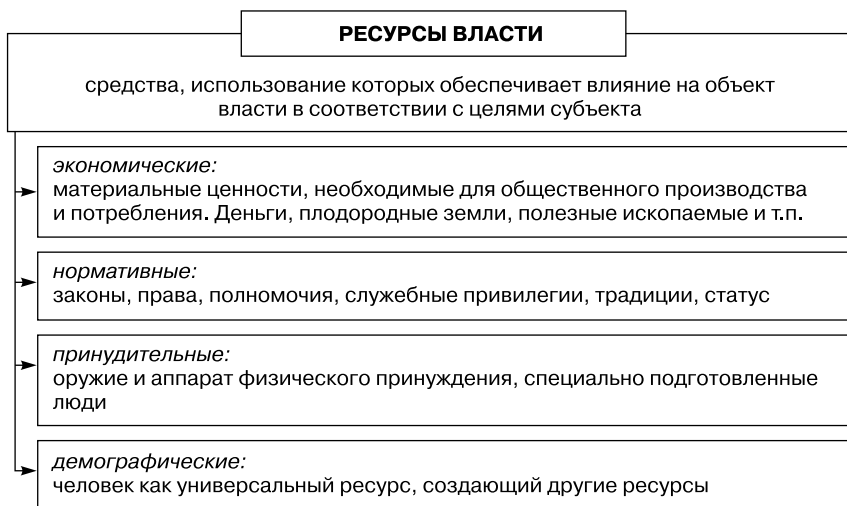 РЕСУРСЫ ВЛАСТИ
средства, использование которых обеспечивает влияние на объект
власти в соответствии с целями субъекта
экономические:
материальные ценности, необходимые для общественного производства
и потребления. Деньги, плодородные земли, полезные ископаемые и т.п.
нормативные:
законы, права, полномочия, служебные привилегии, традиции, статус
принудительные:
оружие и аппарат физического принуждения, специально подготовленные
люди
демографические:
человек как универсальный ресурс, создающий другие ресурсы